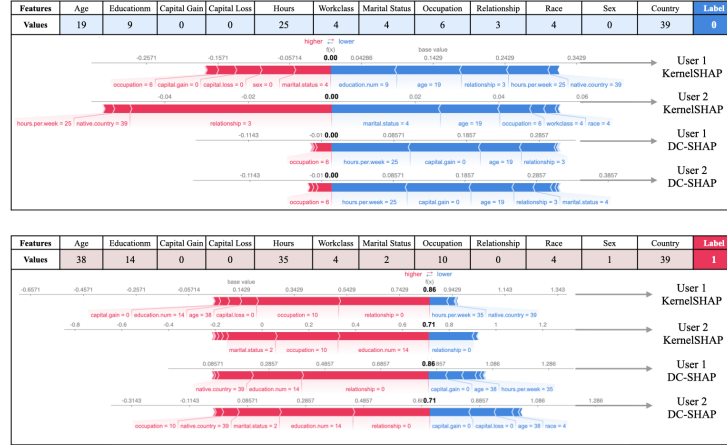 Features Age Educationm Capital Gain Capital Loss Hours Workclass Marital Status Occupation Relationship Race Sex Country Label
Values 19 9 0 0 25 4 4 6 3 4 0 39 0
higher ⇄ lower
f(x) base value
-0.2571 -0.1571 -0.05714 0.00 0.04286 0.1429 0.2429 0.3429
User 1
KernelSHAP
occupation = 6 capital.gain = 0 capital.loss = 0 sex = 0 marital.status = 4 education.num = 9 age = 19 relationship = 3 hours.per.week = 25 native.country = 39
-0.04 -0.02 0.00 0.02 0.04 0.06
User 2
KernelSHAP
hours.per.week = 25 native.country = 39 relationship = 3 marital.status = 4 age = 19 occupation = 6 workclass = 4 race = 4
-0.1143 -0.01 0.00 0.08571 0.1857 0.2857
User 1
DC-SHAP
occupation = 6 hours.per.week = 25 capital.gain = 0 age = 19 relationship = 3
-0.1143 -0.01 0.00 0.08571 0.1857 0.2857 0.3857
User 2
DC-SHAP
occupation = 6 hours.per.week = 25 capital.gain = 0 age = 19 relationship = 3 marital.status = 4
Features Age Educationm Capital Gain Capital Loss Hours Workclass Marital Status Occupation Relationship Race Sex Country Label
Values 38 14 0 0 35 4 2 10 0 4 1 39 1
higher ⇄ lower
base value f(x)
-0.6571 -0.4571 -0.2571 -0.05714 0.1429 0.3429 0.5429 0.7429 0.86 0.9429 1.143 1.343
User 1
KernelSHAP
capital.gain = 0 education.num = 14 age = 38 capital.loss = 0 occupation = 10 relationship = 0 hours.per.week = 35 native.country = 39
-0.8 -0.6 -0.4 -0.2 0 0.2 0.4 0.6 0.71 0.8 1 1.2
User 2
KernelSHAP
marital.status = 2 occupation = 10 education.num = 14 relationship = 0
0.08571 0.2857 0.4857 0.6857 0.86 1.086 1.286
User 1
DC-SHAP
native.country = 39 education.num = 14 relationship = 0 capital.gain = 0 age = 38 hours.per.week = 35
-0.3143 -0.1143 0.08571 0.2857 0.4857 0.71 0.8857 1.086 1.286
User 2
DC-SHAP
occupation = 10 native.country = 39 marital.status = 2 education.num = 14 relationship = 0 capital.gain = 0 capital.loss = 0 age = 38 race = 4